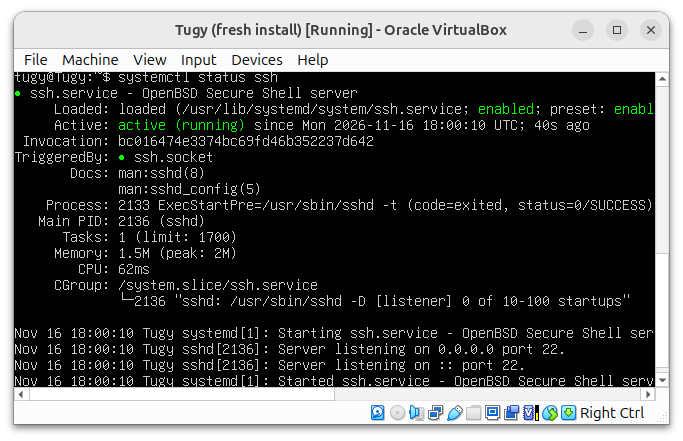 Tugy (fresh install) [Running] - Oracle VirtualBox
File Machine View Input Devices Help
tugy@Tugy:~$ systemctl status ssh
● ssh.service - OpenBSD Secure Shell server
Loaded: loaded (/usr/lib/systemd/system/ssh.service; enabled; preset: enabl
Active: active (running) since Mon 2026-11-16 18:00:10 UTC; 40s ago
Invocation: bc016474e3374bc69fd46b352237d642
TriggeredBy: ● ssh.socket
Docs: man:sshd(8)
man:sshd_config(5)
Process: 2133 ExecStartPre=/usr/sbin/sshd -t (code=exited, status=0/SUCCESS)
Main PID: 2136 (sshd)
Tasks: 1 (limit: 1700)
Memory: 1.5M (peak: 2M)
CPU: 62ms
CGroup: /system.slice/ssh.service
└─2136 "sshd: /usr/sbin/sshd -D [listener] 0 of 10-100 startups"
Nov 16 18:00:10 Tugy systemd[1]: Starting ssh.service - OpenBSD Secure Shell ser
Nov 16 18:00:10 Tugy sshd[2136]: Server listening on 0.0.0.0 port 22.
Nov 16 18:00:10 Tugy sshd[2136]: Server listening on :: port 22.
Nov 16 18:00:10 Tugy systemd[1]: Started ssh.service - OpenBSD Secure Shell serv
Right Ctrl